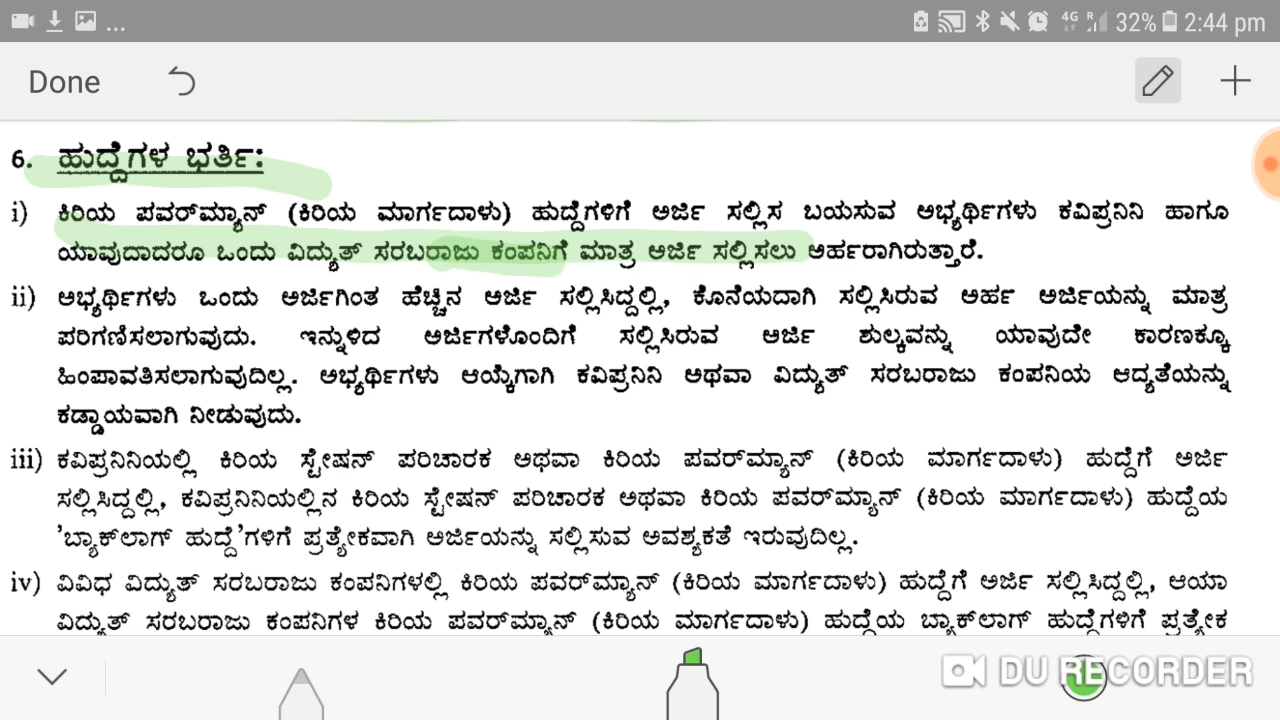 ... 4G R 32% 2:44 pm
Done
6. ಹುದ್ದೆಗಳ ಭರ್ತಿ:
i) ಕಿರಿಯ ಪವರ್‌ಮ್ಯಾನ್ (ಕಿರಿಯ ಮಾರ್ಗದಾಳು) ಹುದ್ದೆಗಳಿಗೆ ಅರ್ಜಿ ಸಲ್ಲಿಸ ಬಯಸುವ ಅಭ್ಯರ್ಥಿಗಳು ಕವಿಪ್ರನಿನಿ ಹಾಗೂ
ಯಾವುದಾದರೂ ಒಂದು ವಿದ್ಯುತ್ ಸರಬರಾಜು ಕಂಪನಿಗೆ ಮಾತ್ರ ಅರ್ಜಿ ಸಲ್ಲಿಸಲು ಅರ್ಹರಾಗಿರುತ್ತಾರೆ.
ii) ಅಭ್ಯರ್ಥಿಗಳು ಒಂದು ಅರ್ಜಿಗಿಂತ ಹೆಚ್ಚಿನ ಅರ್ಜಿ ಸಲ್ಲಿಸಿದ್ದಲ್ಲಿ, ಕೊನೆಯದಾಗಿ ಸಲ್ಲಿಸಿರುವ ಅರ್ಹ ಅರ್ಜಿಯನ್ನು ಮಾತ್ರ
ಪರಿಗಣಿಸಲಾಗುವುದು. ಇನ್ನುಳಿದ ಅರ್ಜಿಗಳೊಂದಿಗೆ ಸಲ್ಲಿಸಿರುವ ಅರ್ಜಿ ಶುಲ್ಕವನ್ನು ಯಾವುದೇ ಕಾರಣಕ್ಕೂ
ಹಿಂಪಾವತಿಸಲಾಗುವುದಿಲ್ಲ. ಅಭ್ಯರ್ಥಿಗಳು ಆಯ್ಕೆಗಾಗಿ ಕವಿಪ್ರನಿನಿ ಅಥವಾ ವಿದ್ಯುತ್ ಸರಬರಾಜು ಕಂಪನಿಯ ಆದ್ಯತೆಯನ್ನು
ಕಡ್ಡಾಯವಾಗಿ ನೀಡುವುದು.
iii) ಕವಿಪ್ರನಿನಿಯಲ್ಲಿ ಕಿರಿಯ ಸ್ಟೇಷನ್ ಪರಿಚಾರಕ ಅಥವಾ ಕಿರಿಯ ಪವರ್‌ಮ್ಯಾನ್ (ಕಿರಿಯ ಮಾರ್ಗದಾಳು) ಹುದ್ದೆಗೆ ಅರ್ಜಿ
ಸಲ್ಲಿಸಿದ್ದಲ್ಲಿ, ಕವಿಪ್ರನಿನಿಯಲ್ಲಿನ ಕಿರಿಯ ಸ್ಟೇಷನ್ ಪರಿಚಾರಕ ಅಥವಾ ಕಿರಿಯ ಪವರ್‌ಮ್ಯಾನ್ (ಕಿರಿಯ ಮಾರ್ಗದಾಳು) ಹುದ್ದೆಯ
'ಬ್ಯಾಕ್‌ಲಾಗ್ ಹುದ್ದೆ'ಗಳಿಗೆ ಪ್ರತ್ಯೇಕವಾಗಿ ಅರ್ಜಿಯನ್ನು ಸಲ್ಲಿಸುವ ಅವಶ್ಯಕತೆ ಇರುವುದಿಲ್ಲ.
iv) ವಿವಿಧ ವಿದ್ಯುತ್ ಸರಬರಾಜು ಕಂಪನಿಗಳಲ್ಲಿ ಕಿರಿಯ ಪವರ್‌ಮ್ಯಾನ್ (ಕಿರಿಯ ಮಾರ್ಗದಾಳು) ಹುದ್ದೆಗೆ ಅರ್ಜಿ ಸಲ್ಲಿಸಿದ್ದಲ್ಲಿ, ಆಯಾ
ವಿದ್ಯುತ್ ಸರಬರಾಜು ಕಂಪನಿಗಳ ಕಿರಿಯ ಪವರ್‌ಮ್ಯಾನ್ (ಕಿರಿಯ ಮಾರ್ಗದಾಳು) ಹುದ್ದೆಯ ಬ್ಯಾಕ್‌ಲಾಗ್ ಹುದ್ದೆಗಳಿಗೆ ಪ್ರತ್ಯೇಕ
DU RECORDER